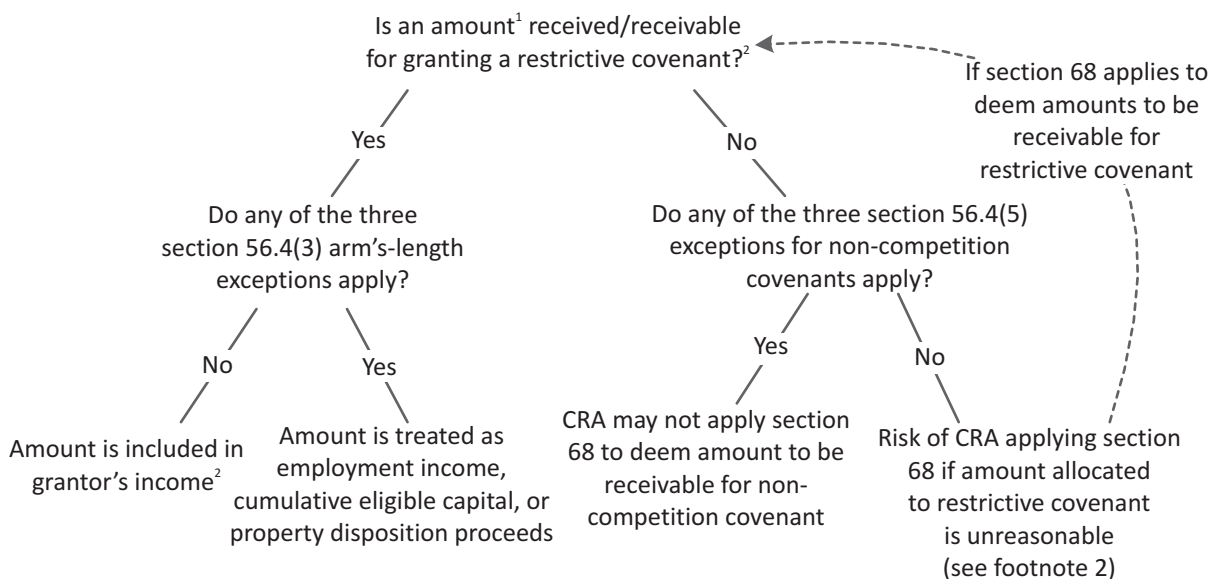 Is an amount¹ received/receivable
for granting a restrictive covenant?²
If section 68 applies to
deem amounts to be
receivable for
restrictive covenant
Yes
No
Do any of the three
section 56.4(3) arm’s-length
exceptions apply?
Do any of the three section 56.4(5)
exceptions for non-competition
covenants apply?
No
Yes
Yes
No
Amount is included in
grantor’s income²
Amount is treated as
employment income,
cumulative eligible capital, or
property disposition proceeds
CRA may not apply section
68 to deem amount to be
receivable for non-
competition covenant
Risk of CRA applying section
68 if amount allocated
to restrictive covenant
is unreasonable
(see footnote 2)